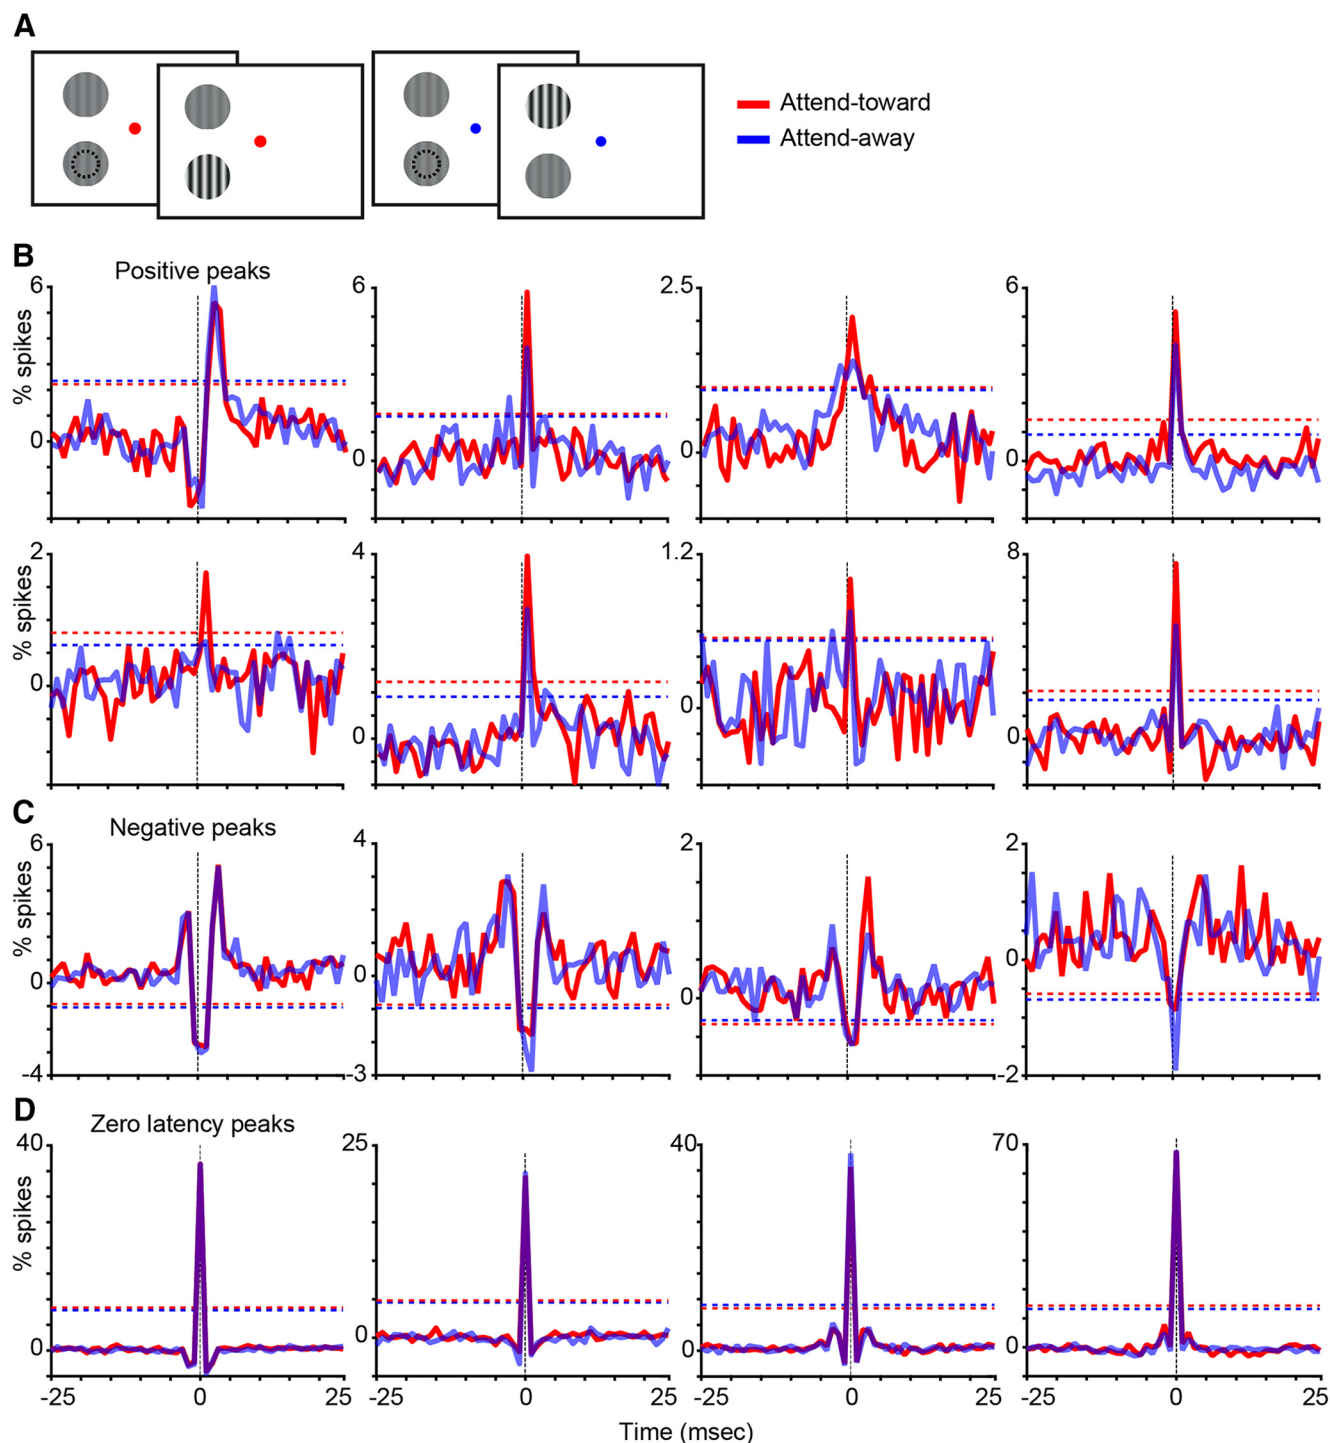 A
Attend-toward
Attend-away
B
Positive peaks
6 6 2.5 6
% spikes
0 0 0 0
2 4 1.2 8
% spikes
0 0 0 0
C
Negative peaks
6 4 2 2
% spikes
0 0 0 0
-4 -3 -2
D
Zero latency peaks
40 25 40 70
% spikes
0 0 0 0
-25 0 25 -25 0 25 -25 0 25 -25 0 25
Time (msec)